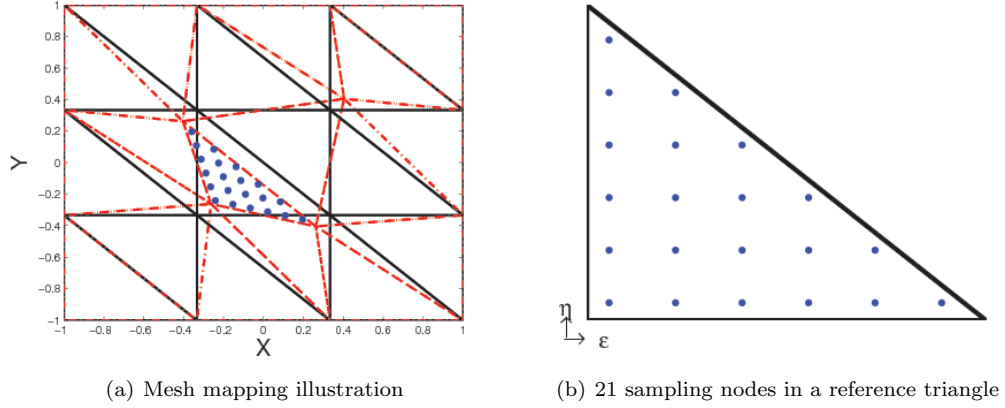 1
0.8
0.6
0.4
0.2
0
-0.2
-0.4
-0.6
-0.8
-1
Y
-1 -0.8 -0.6 -0.4 -0.2 0 0.2 0.4 0.6 0.8 1
X
η
ε
(a) Mesh mapping illustration
(b) 21 sampling nodes in a reference triangle